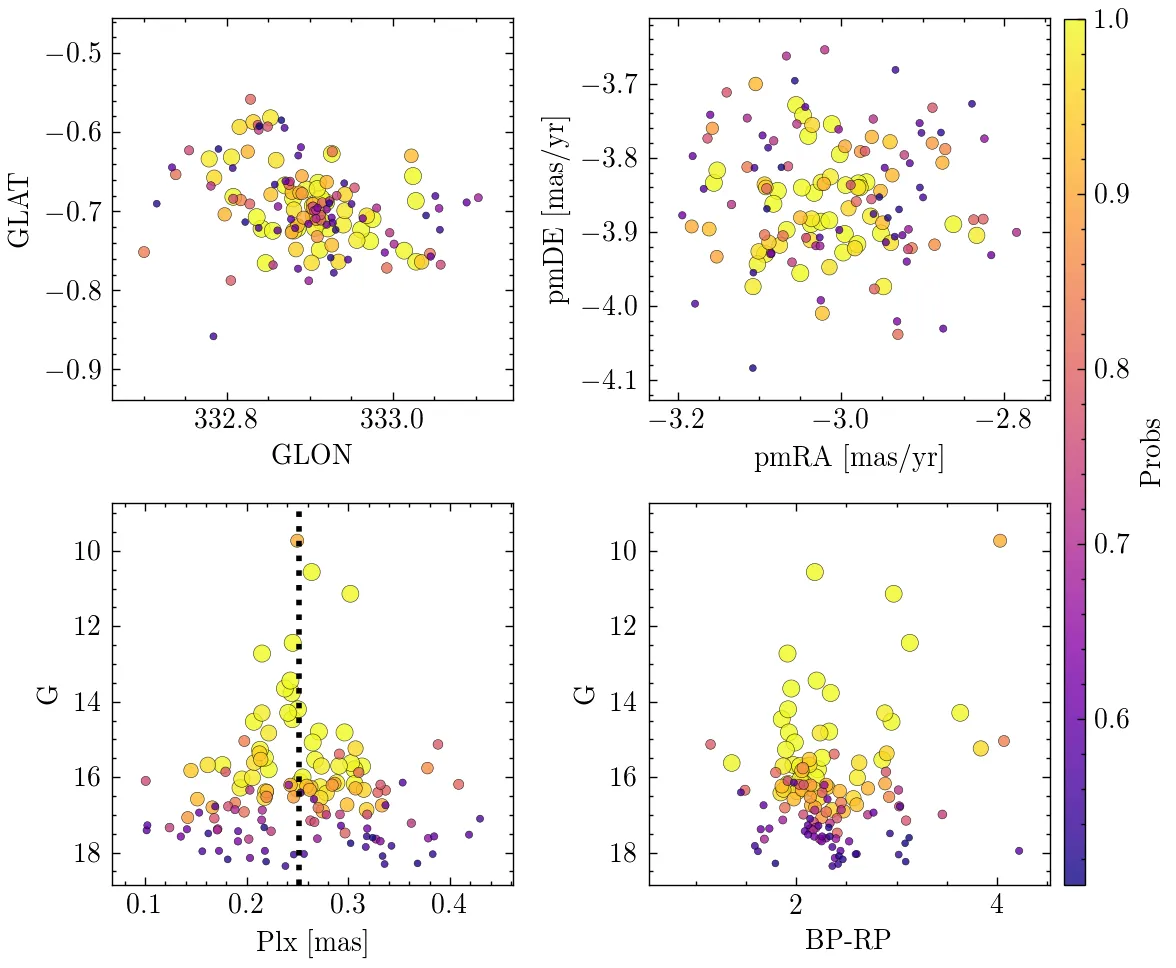 −0.5
−0.6
−0.7
−0.8
−0.9
GLAT
332.8 333.0
GLON
−3.7
−3.8
−3.9
−4.0
−4.1
pmDE [mas/yr]
−3.2 −3.0 −2.8
pmRA [mas/yr]
10
12
14
16
18
G
0.1 0.2 0.3 0.4
Plx [mas]
10
12
14
16
18
G
2 4
BP-RP
1.0
0.9
0.8
0.7
0.6
Probs